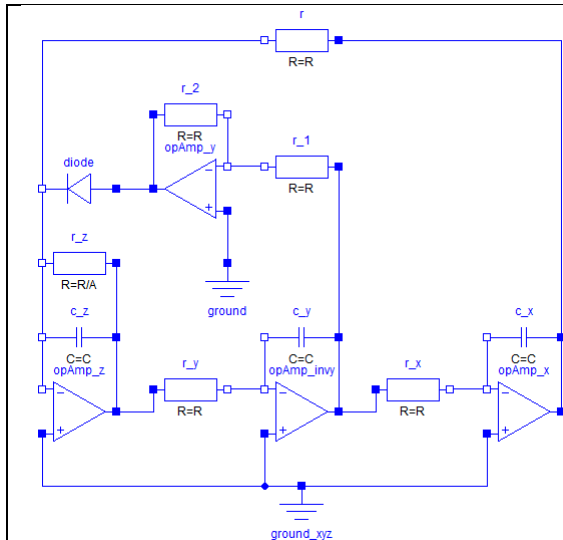 r
R=R
r_2
R=R
opAmp_y
r_1
R=R
diode
−
+
r_z
R=R/A
ground
c_z
C=C
opAmp_z
r_y
R=R
c_y
C=C
opAmp_invy
r_x
R=R
c_x
C=C
opAmp_x
−
+
−
+
−
+
ground_xyz